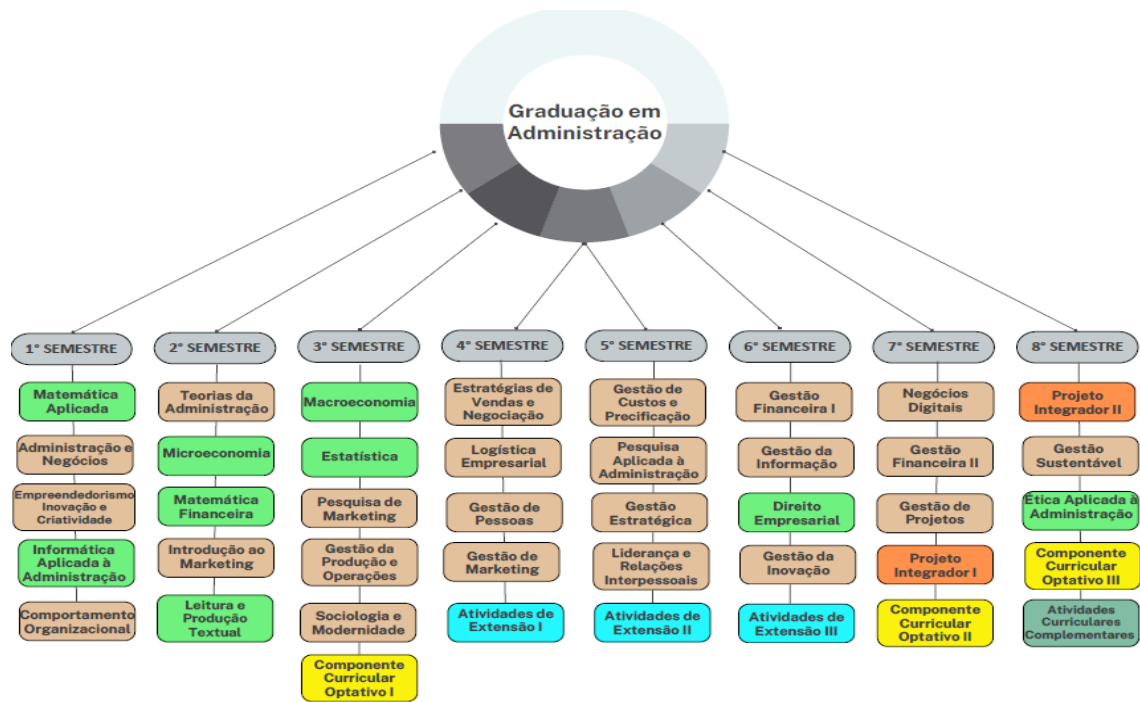 Graduação em
Administração
1° SEMESTRE
Matemática
Aplicada
Administração e
Negócios
Empreendedorismo
Inovação e
Criatividade
Informática
Aplicada à
Administração
Comportamento
Organizacional
2° SEMESTRE
Teorias da
Administração
Microeconomia
Matemática
Financeira
Introdução ao
Marketing
Leitura e
Produção
Textual
3° SEMESTRE
Macroeconomia
Estatística
Pesquisa de
Marketing
Gestão da
Produção e
Operações
Sociologia e
Modernidade
Componente
Curricular
Optativo I
4° SEMESTRE
Estratégias de
Vendas e
Negociação
Logística
Empresarial
Gestão de
Pessoas
Gestão de
Marketing
Atividades de
Extensão I
5° SEMESTRE
Gestão de
Custos e
Precificação
Pesquisa
Aplicada à
Administração
Gestão
Estratégica
Liderança e
Relações
Interpessoais
Atividades de
Extensão II
6° SEMESTRE
Gestão
Financeira I
Gestão da
Informação
Direito
Empresarial
Gestão da
Inovação
Atividades de
Extensão III
7° SEMESTRE
Negócios
Digitais
Gestão
Financeira II
Gestão de
Projetos
Projeto
Integrador I
Componente
Curricular
Optativo II
8° SEMESTRE
Projeto
Integrador II
Gestão
Sustentável
Ética Aplicada à
Administração
Componente
Curricular
Optativo III
Atividades
Curriculares
Complementares